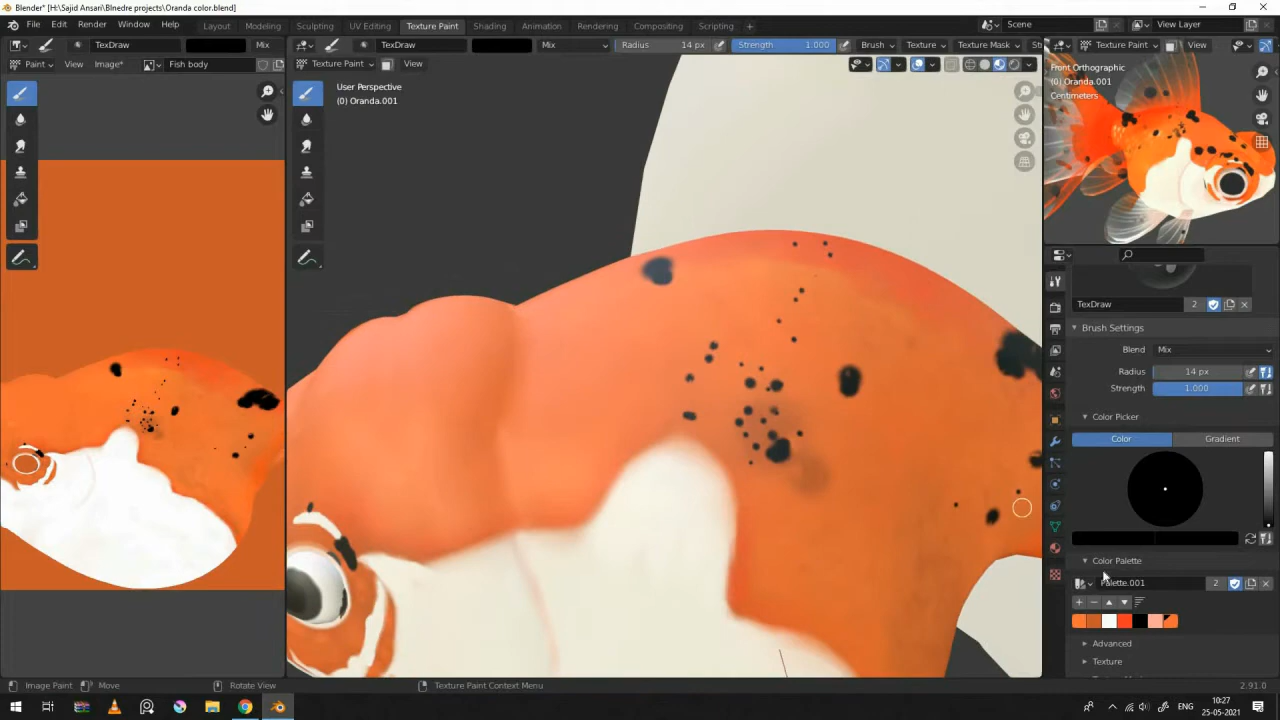 Blender* [H:\Sajid Ansari\Blnedre projects\Oranda color.blend]
File Edit Render Window Help Layout Modeling Sculpting UV Editing Texture Paint Shading Animation Rendering Compositing Scripting + Scene View Layer
TexDraw Mix TexDraw Mix Radius 14 px Strength 1.000 Brush Texture Texture Mask St Texture Paint View
Paint View Image* Fish body Texture Paint View
User Perspective
(0) Oranda.001
Front Orthographic
(0) Oranda.001
Centimeters
TexDraw 2
Brush Settings
Blend Mix
Radius 14 px
Strength 1.000
Color Picker
Color Gradient
Color Palette
Palette.001 2
Advanced
Texture
Image Paint Move Rotate View Texture Paint Context Menu 2.91.0
ENG 10:27
25-05-2021